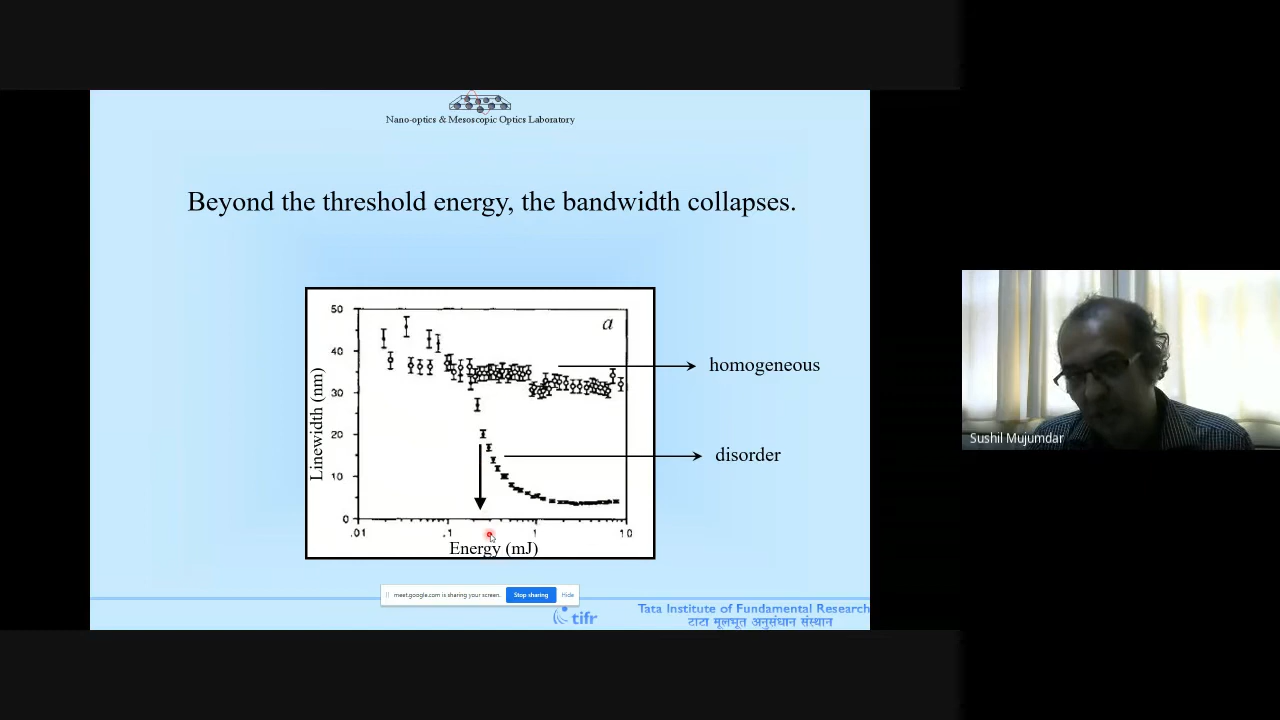 Nano-optics & Mesoscopic Optics Laboratory
Beyond the threshold energy, the bandwidth collapses.
50
a
40
homogeneous
30
Linewidth (nm)
20
disorder
10
0
.01
.1
1
10
Energy (mJ)
meet.google.com is sharing your screen.
Stop sharing
Hide
tifr
Tata Institute of Fundamental Research
टाटा मूलभूत अनुसंधान संस्थान
Sushil Mujumdar